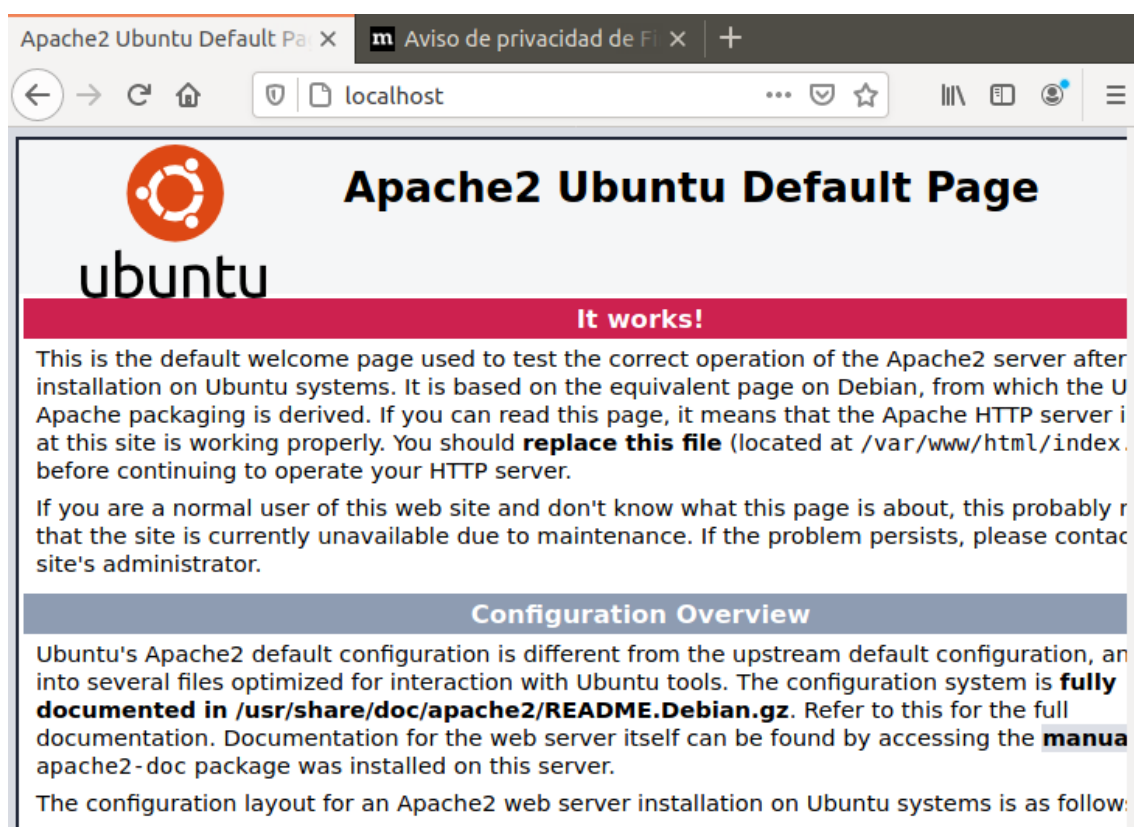 Apache2 Ubuntu Default Pa
Aviso de privacidad de Fi
localhost
ubuntu
Apache2 Ubuntu Default Page
It works!
This is the default welcome page used to test the correct operation of the Apache2 server after
installation on Ubuntu systems. It is based on the equivalent page on Debian, from which the U
Apache packaging is derived. If you can read this page, it means that the Apache HTTP server i
at this site is working properly. You should replace this file (located at /var/www/html/index.
before continuing to operate your HTTP server.
If you are a normal user of this web site and don't know what this page is about, this probably
that the site is currently unavailable due to maintenance. If the problem persists, please contac
site's administrator.
Configuration Overview
Ubuntu's Apache2 default configuration is different from the upstream default configuration, an
into several files optimized for interaction with Ubuntu tools. The configuration system is fully
documented in /usr/share/doc/apache2/README.Debian.gz. Refer to this for the full
documentation. Documentation for the web server itself can be found by accessing the manua
apache2-doc package was installed on this server.
The configuration layout for an Apache2 web server installation on Ubuntu systems is as follow